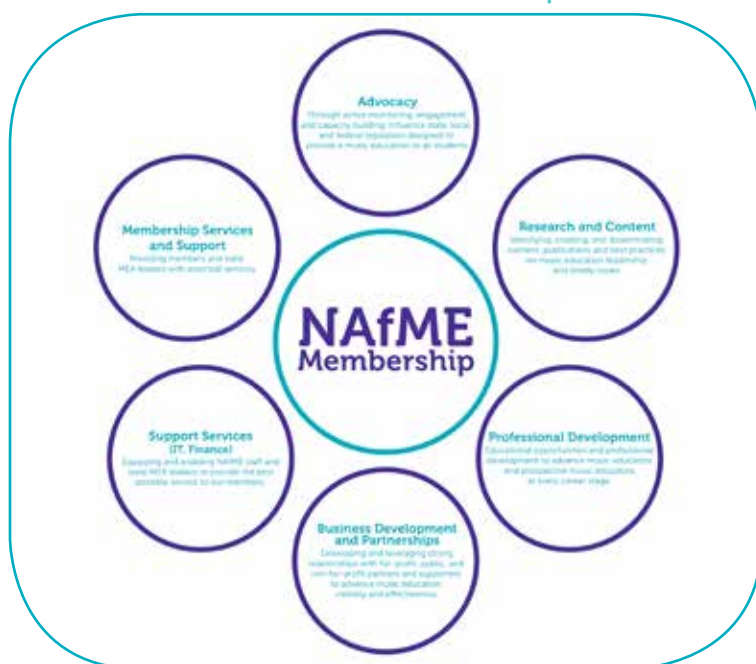 Advocacy
Through active monitoring, engagement,
and capacity building, influence state, local
and federal legislation designed to
provide a music education to all students.
Research and Content
Identifying, creating, and disseminating
content, publications and best practices
on music education leadership
and timely issues.
Professional Development
Educational opportunities and professional
development to advance music educators
and prospective music educators
at every career stage.
Business Development
and Partnerships
Developing and leveraging strong
relationships with for-profit, public, and
non-for-profit partners and supporters
to advance music education
visibility and effectiveness.
Support Services
(IT, Finance)
Equipping and enabling NAfME staff and
state MEA leaders to provide the best
possible service to our members.
Membership Services
and Support
Providing members and state
MEA leaders with essential services.
NAfME
Membership